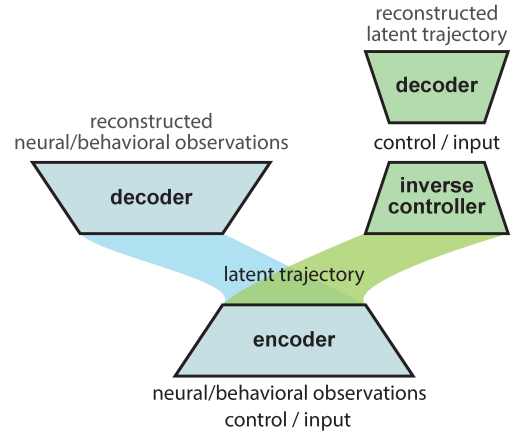 reconstructed
latent trajectory
decoder
control / input
inverse
controller
reconstructed
neural/behavioral observations
decoder
latent trajectory
encoder
neural/behavioral observations
control / input